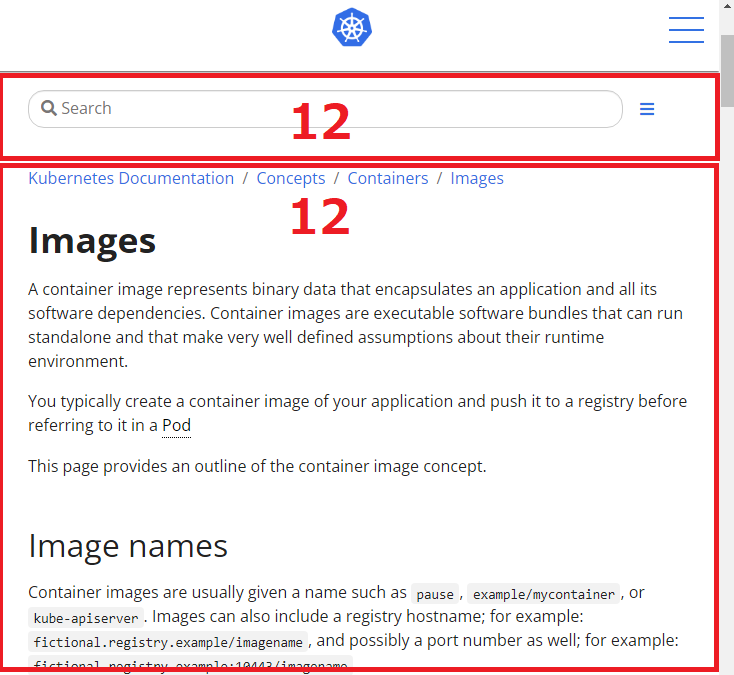 Search
12
Kubernetes Documentation / Concepts / Containers / Images
12
Images
A container image represents binary data that encapsulates an application and all its
software dependencies. Container images are executable software bundles that can run
standalone and that make very well defined assumptions about their runtime
environment.
You typically create a container image of your application and push it to a registry before
referring to it in a Pod
This page provides an outline of the container image concept.
Image names
Container images are usually given a name such as pause, example/mycontainer, or
kube-apiserver. Images can also include a registry hostname; for example:
fictional.registry.example/imagename, and possibly a port number as well; for example:
fictional.registry.example:10443/imagename